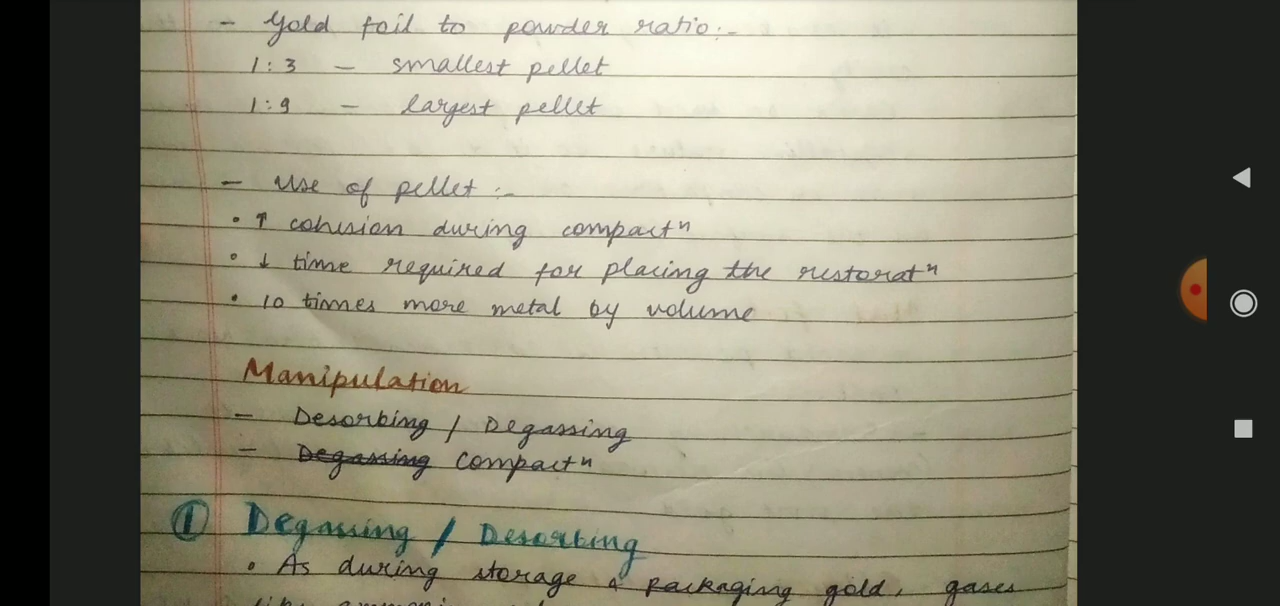 - Gold foil to powder ratio:-
1:3 - smallest pellet
1:9 - largest pellet
- Use of pellet :-
• ↑ cohesion during compactⁿ
• ↓ time required for placing the restoratⁿ
• 10 times more metal by volume
Manipulation
- Desorbing / Degassing
- Degassing compactⁿ
① Degassing / Desorbing
• As during storage & packaging gold, gases
like